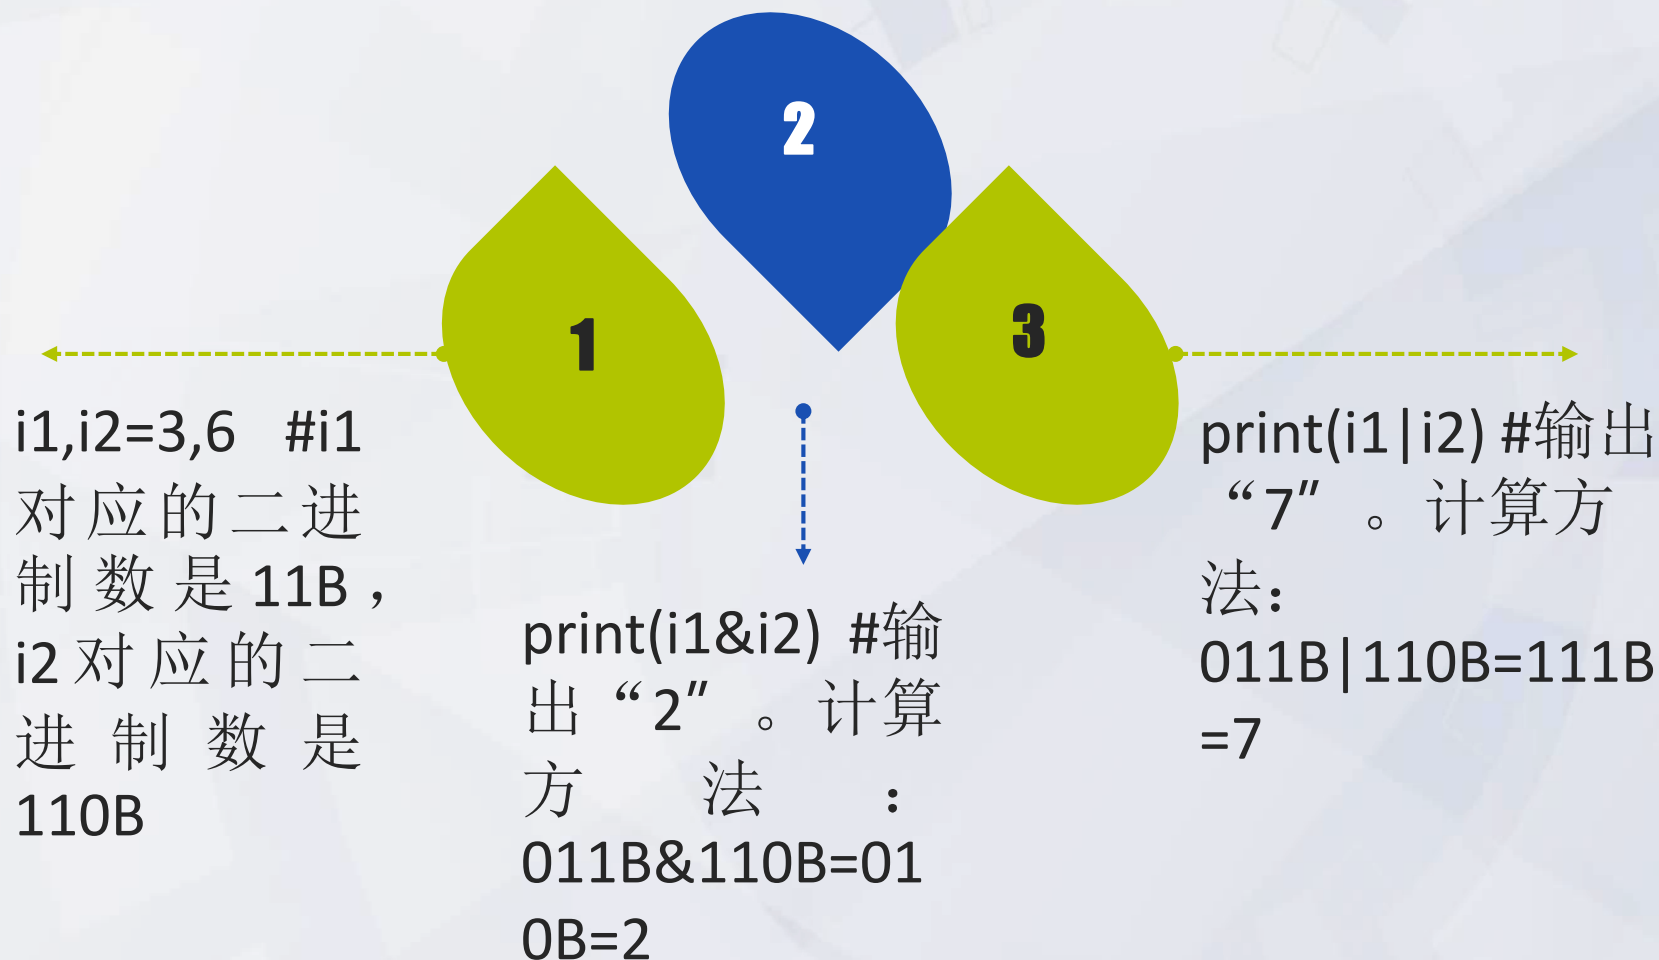 2
1
3
i1,i2=3,6 #i1
对应的二进
制数是11B，
i2对应的二
进制数是
110B
print(i1&i2) #输
出“2”。计算
方法：
011B&110B=01
0B=2
print(i1|i2) #输出
“7”。计算方
法：
011B|110B=111B
=7